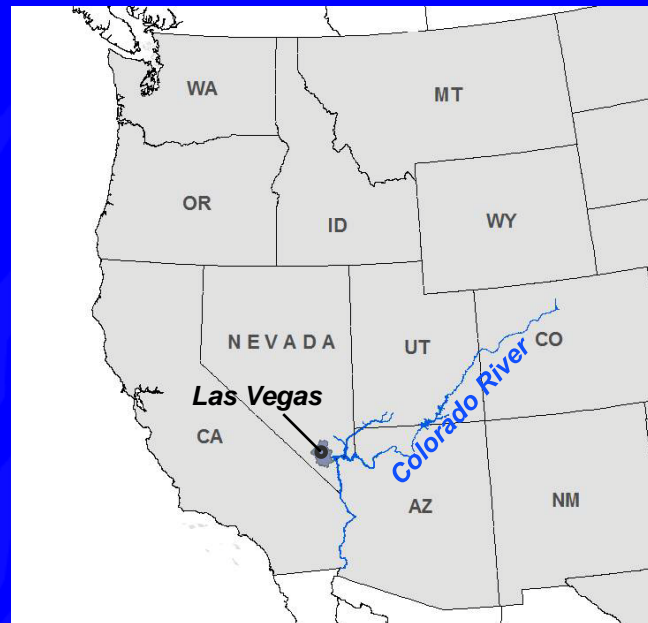 WA
MT
OR
ID
WY
NEVADA
UT
CO
Las Vegas
CA
Colorado River
AZ
NM